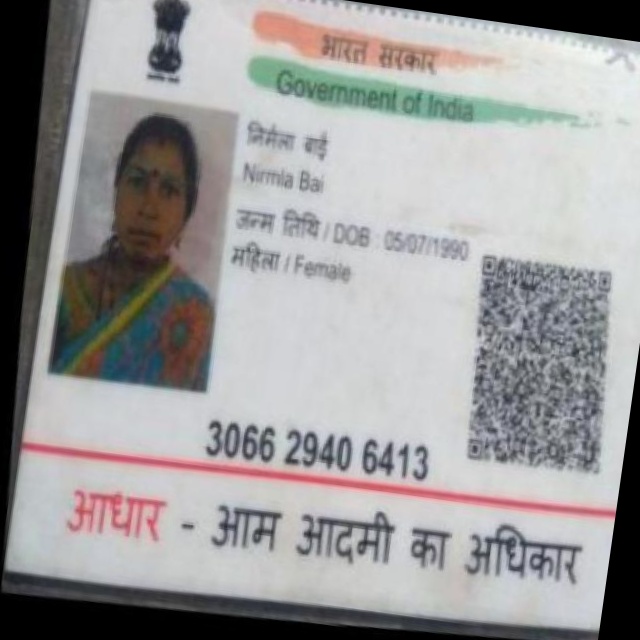 भारत सरकार
Government of India
निर्मला बाई
Nirmla Bai
जन्म तिथि / DOB : 05/07/1990
महिला / Female
3066 2940 6413
आधार - आम आदमी का अधिकार